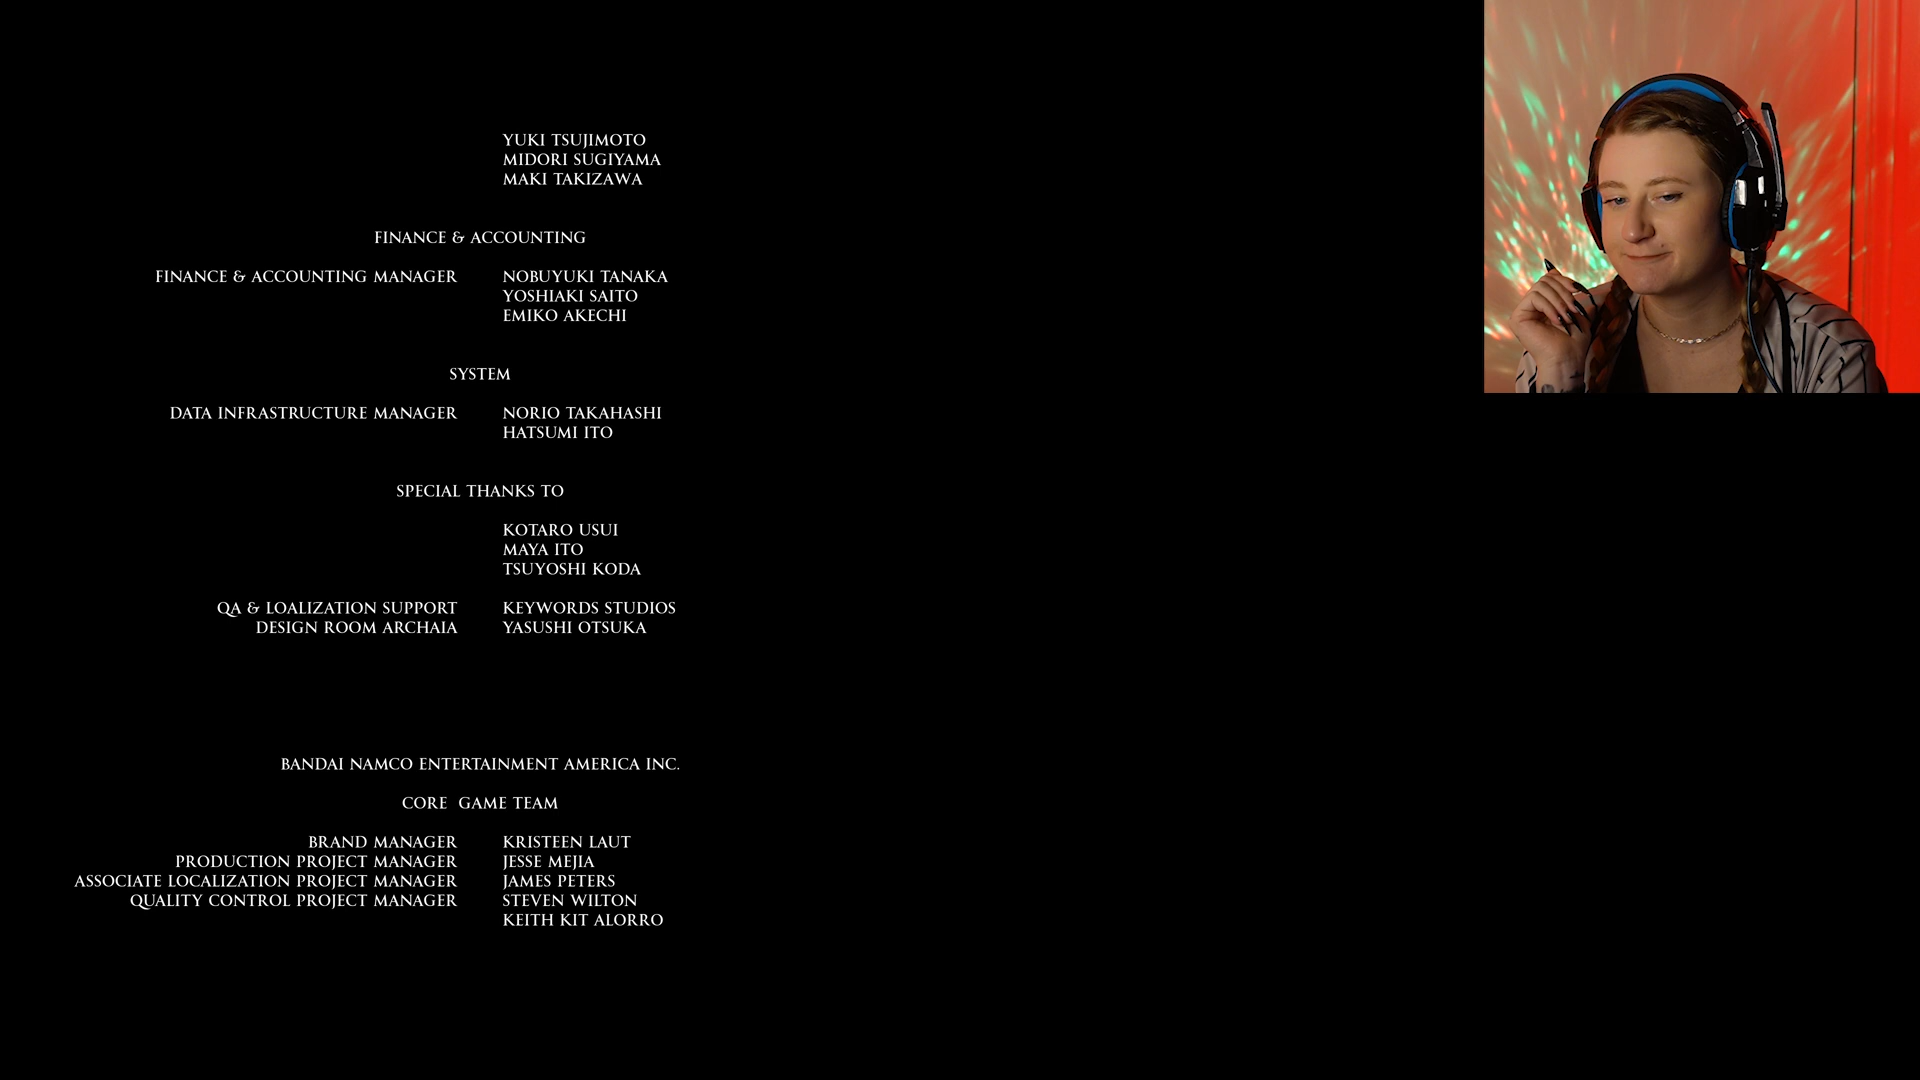 YUKI TSUJIMOTO
MIDORI SUGIYAMA
MAKI TAKIZAWA
FINANCE & ACCOUNTING
FINANCE & ACCOUNTING MANAGER NOBUYUKI TANAKA
YOSHIAKI SAITO
EMIKO AKECHI
SYSTEM
DATA INFRASTRUCTURE MANAGER NORIO TAKAHASHI
HATSUMI ITO
SPECIAL THANKS TO
KOTARO USUI
MAYA ITO
TSUYOSHI KODA
QA & LOALIZATION SUPPORT KEYWORDS STUDIOS
DESIGN ROOM ARCHAIA YASUSHI OTSUKA
BANDAI NAMCO ENTERTAINMENT AMERICA INC.
CORE GAME TEAM
BRAND MANAGER KRISTEEN LAUT
PRODUCTION PROJECT MANAGER JESSE MEJIA
ASSOCIATE LOCALIZATION PROJECT MANAGER JAMES PETERS
QUALITY CONTROL PROJECT MANAGER STEVEN WILTON
KEITH KIT ALORRO